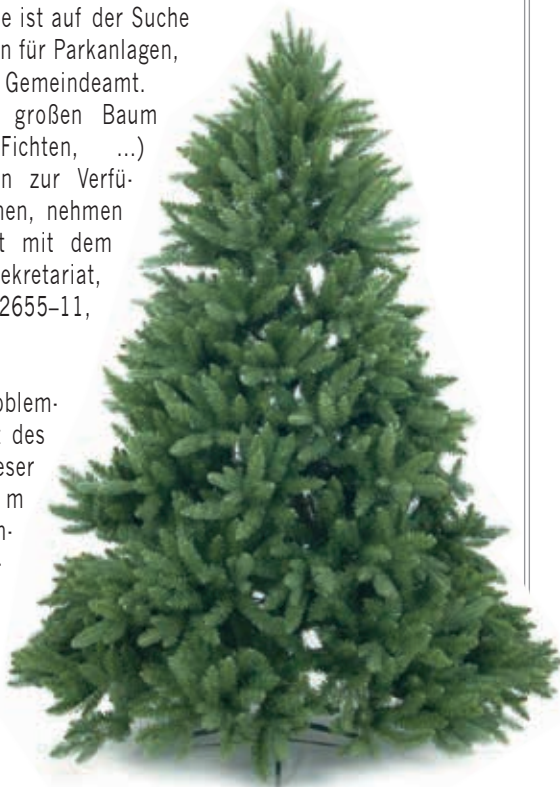 e ist auf der Suche
n für Parkanlagen,
Gemeindeamt.
großen Baum
Fichten, ...)
n zur Verfü-
nen, nehmen
t mit dem
ekretariat,
2655–11,
oblem-
t des
eser
m
n-